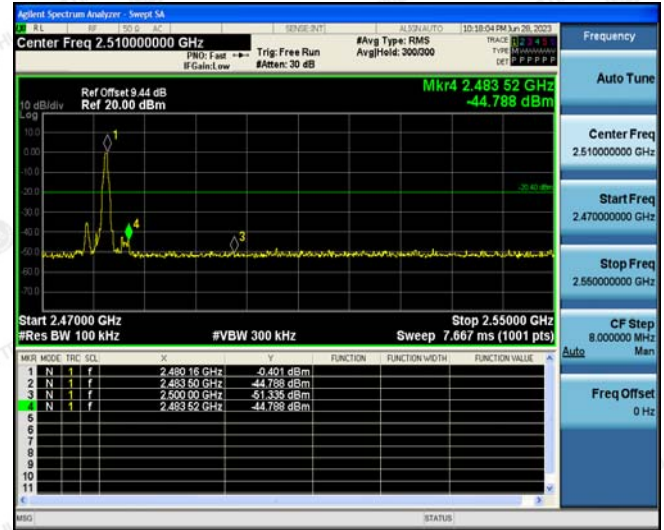 Agilent Spectrum Analyzer - Swept SA
RL RF 50 Ω AC SENSE:INT ALIGN AUTO 10:18:04 PM Jun 28, 2023
Center Freq 2.510000000 GHz
PNO: Fast Trig: Free Run
IFGain:Low #Atten: 30 dB
#Avg Type: RMS
Avg|Hold: 300/300
TRACE 1 2 3 4 5 6
TYPE M
DET P P P P P P
Frequency
Mkr4 2.483 52 GHz
-44.788 dBm
Ref Offset 9.44 dB
10 dB/div Ref 20.00 dBm
Log
10.0
0.00
-10.0
-20.0
-30.0
-40.0
-50.0
-60.0
-70.0
1
4
3
-20.40 dBm
Start 2.47000 GHz Stop 2.55000 GHz
#Res BW 100 kHz #VBW 300 kHz Sweep 7.667 ms (1001 pts)
MKR MODE TRC SCL X Y FUNCTION FUNCTION WIDTH FUNCTION VALUE
1 N 1 f 2.480 16 GHz -0.401 dBm
2 N 1 f 2.483 50 GHz -44.788 dBm
3 N 1 f 2.500 00 GHz -51.335 dBm
4 N 1 f 2.483 52 GHz -44.788 dBm
5
6
7
8
9
10
11
MSG STATUS
Auto Tune
Center Freq
2.510000000 GHz
Start Freq
2.470000000 GHz
Stop Freq
2.550000000 GHz
CF Step
8.000000 MHz
Auto Man
Freq Offset
0 Hz